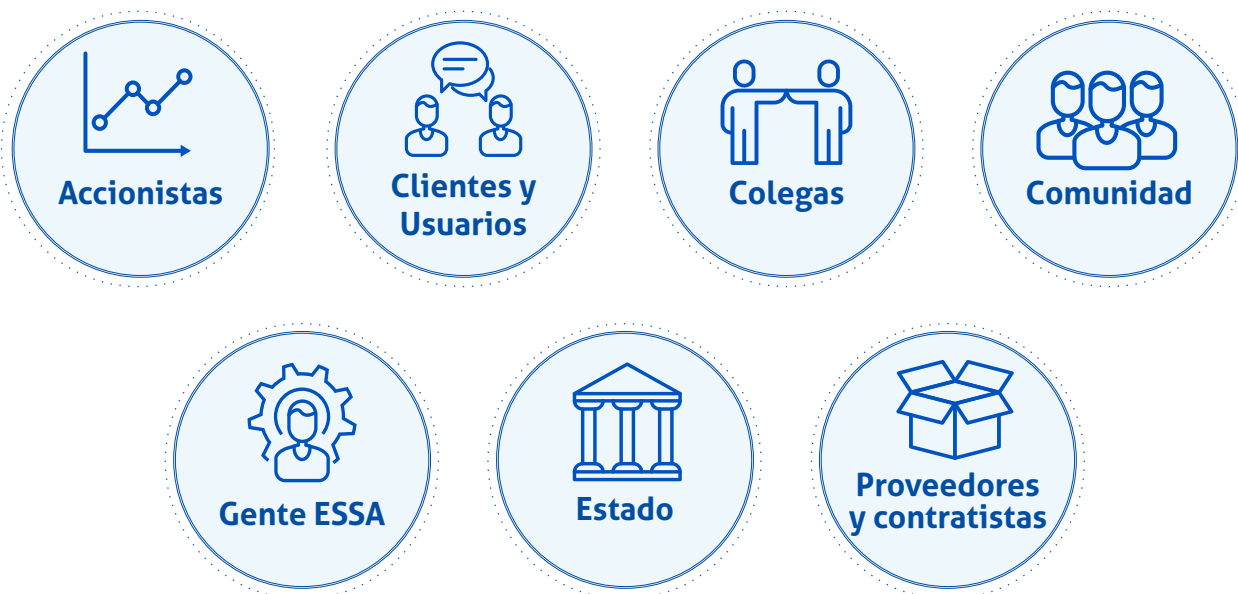 Accionistas
Clientes y
Usuarios
Colegas
Comunidad
Gente ESSA
Estado
Proveedores
y contratistas